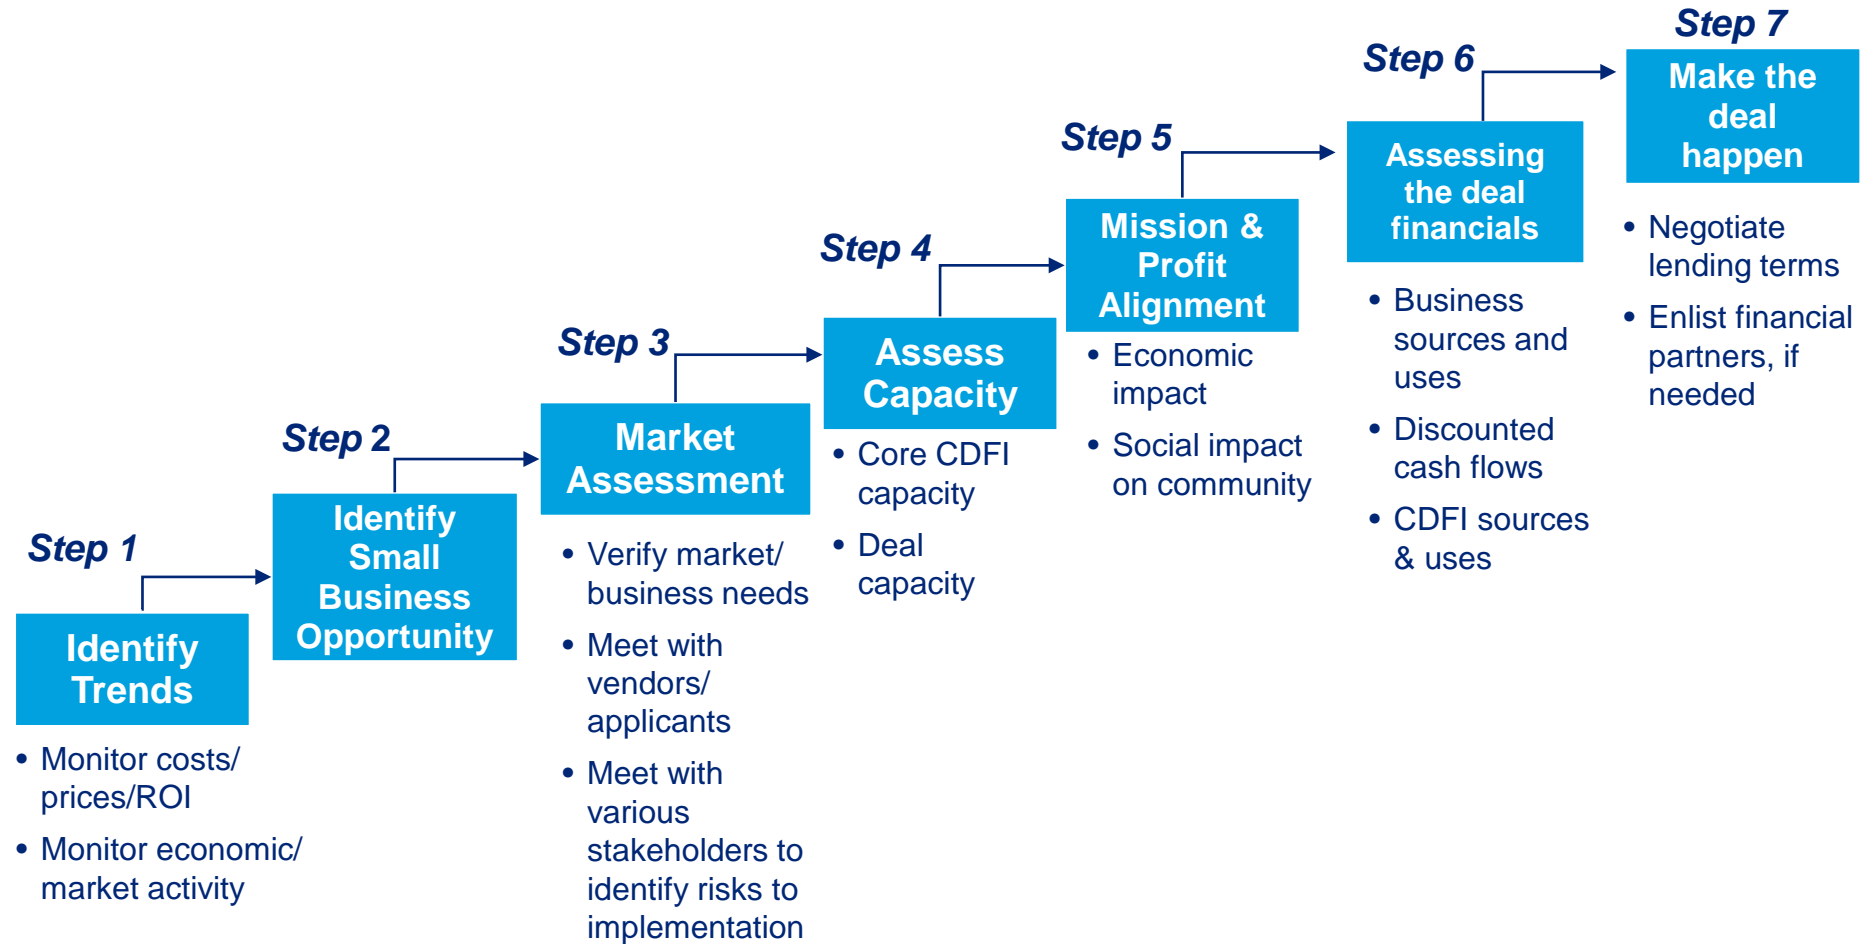 Step 1
Identify
Trends
• Monitor costs/
prices/ROI
• Monitor economic/
market activity
Step 2
Identify
Small
Business
Opportunity
Step 3
Market
Assessment
• Verify market/
business needs
• Meet with
vendors/
applicants
• Meet with
various
stakeholders to
identify risks to
implementation
Step 4
Assess
Capacity
• Core CDFI
capacity
• Deal
capacity
Step 5
Mission &
Profit
Alignment
• Economic
impact
• Social impact
on community
Step 6
Assessing
the deal
financials
• Business
sources and
uses
• Discounted
cash flows
• CDFI sources
& uses
Step 7
Make the
deal
happen
• Negotiate
lending terms
• Enlist financial
partners, if
needed